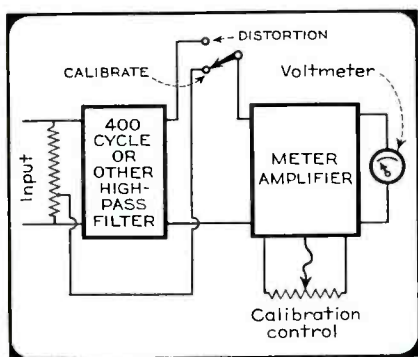 DISTORTION
CALIBRATE
Voltmeter
Input
400
CYCLE
OR
OTHER
HIGH-
PASS
FILTER
METER
AMPLIFIER
Calibration
control